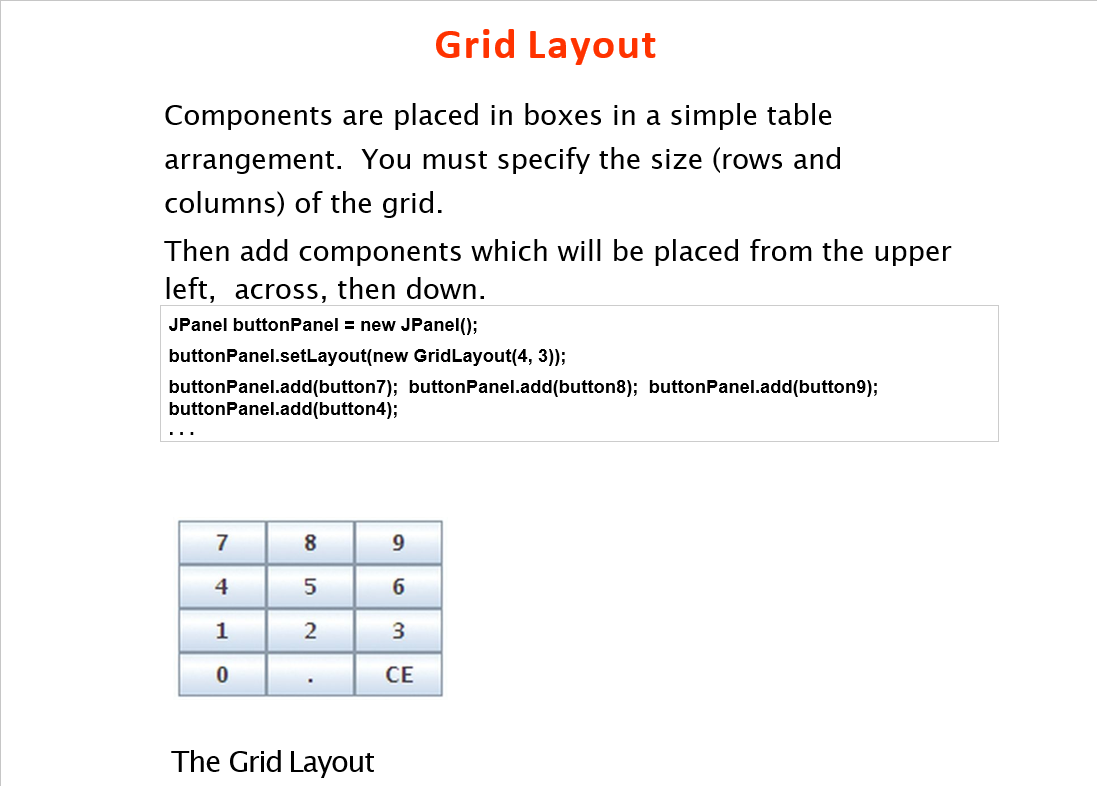 Grid Layout
Components are placed in boxes in a simple table
arrangement.  You must specify the size (rows and
columns) of the grid.
Then add components which will be placed from the upper
left,  across, then down.
JPanel buttonPanel = new JPanel();
buttonPanel.setLayout(new GridLayout(4, 3));
buttonPanel.add(button7);  buttonPanel.add(button8);  buttonPanel.add(button9);
buttonPanel.add(button4);
. . .
7 8 9
4 5 6
1 2 3
0 . CE
The Grid Layout